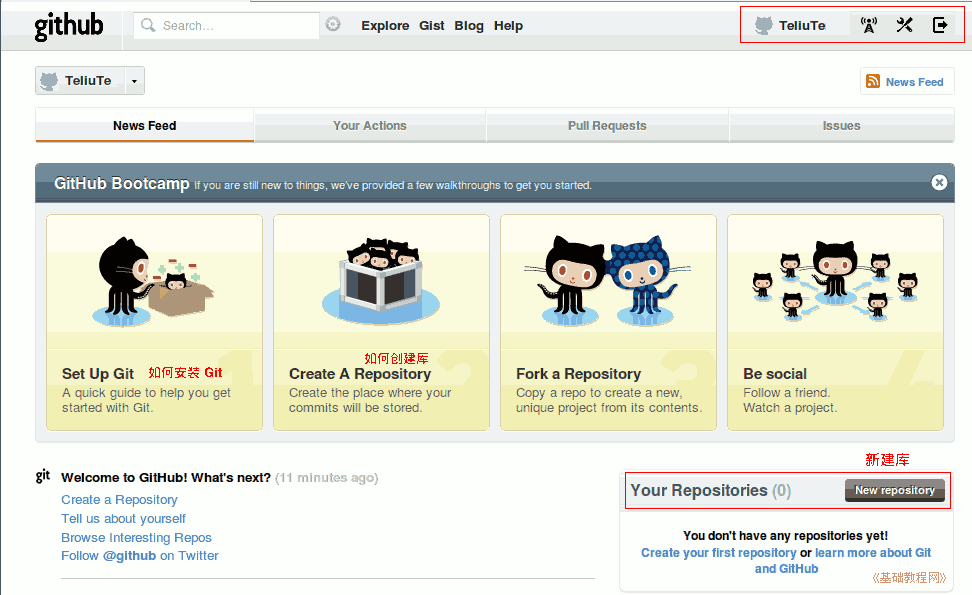 github
Search...
Explore Gist Blog Help
TeliuTe
TeliuTe
News Feed
News Feed
Your Actions
Pull Requests
Issues
GitHub Bootcamp If you are still new to things, we've provided a few walkthroughs to get you started.
1
Set Up Git 如何安装 Git
A quick guide to help you get
started with Git.
2
如何创建库
Create A Repository
Create the place where your
commits will be stored.
3
Fork a Repository
Copy a repo to create a new,
unique project from its contents.
4
Be social
Follow a friend.
Watch a project.
git
Welcome to GitHub! What's next? (11 minutes ago)
Create a Repository
Tell us about yourself
Browse Interesting Repos
Follow @github on Twitter
新建库
Your Repositories (0)
New repository
You don't have any repositories yet!
Create your first repository or learn more about Git
and GitHub
《基础教程网》